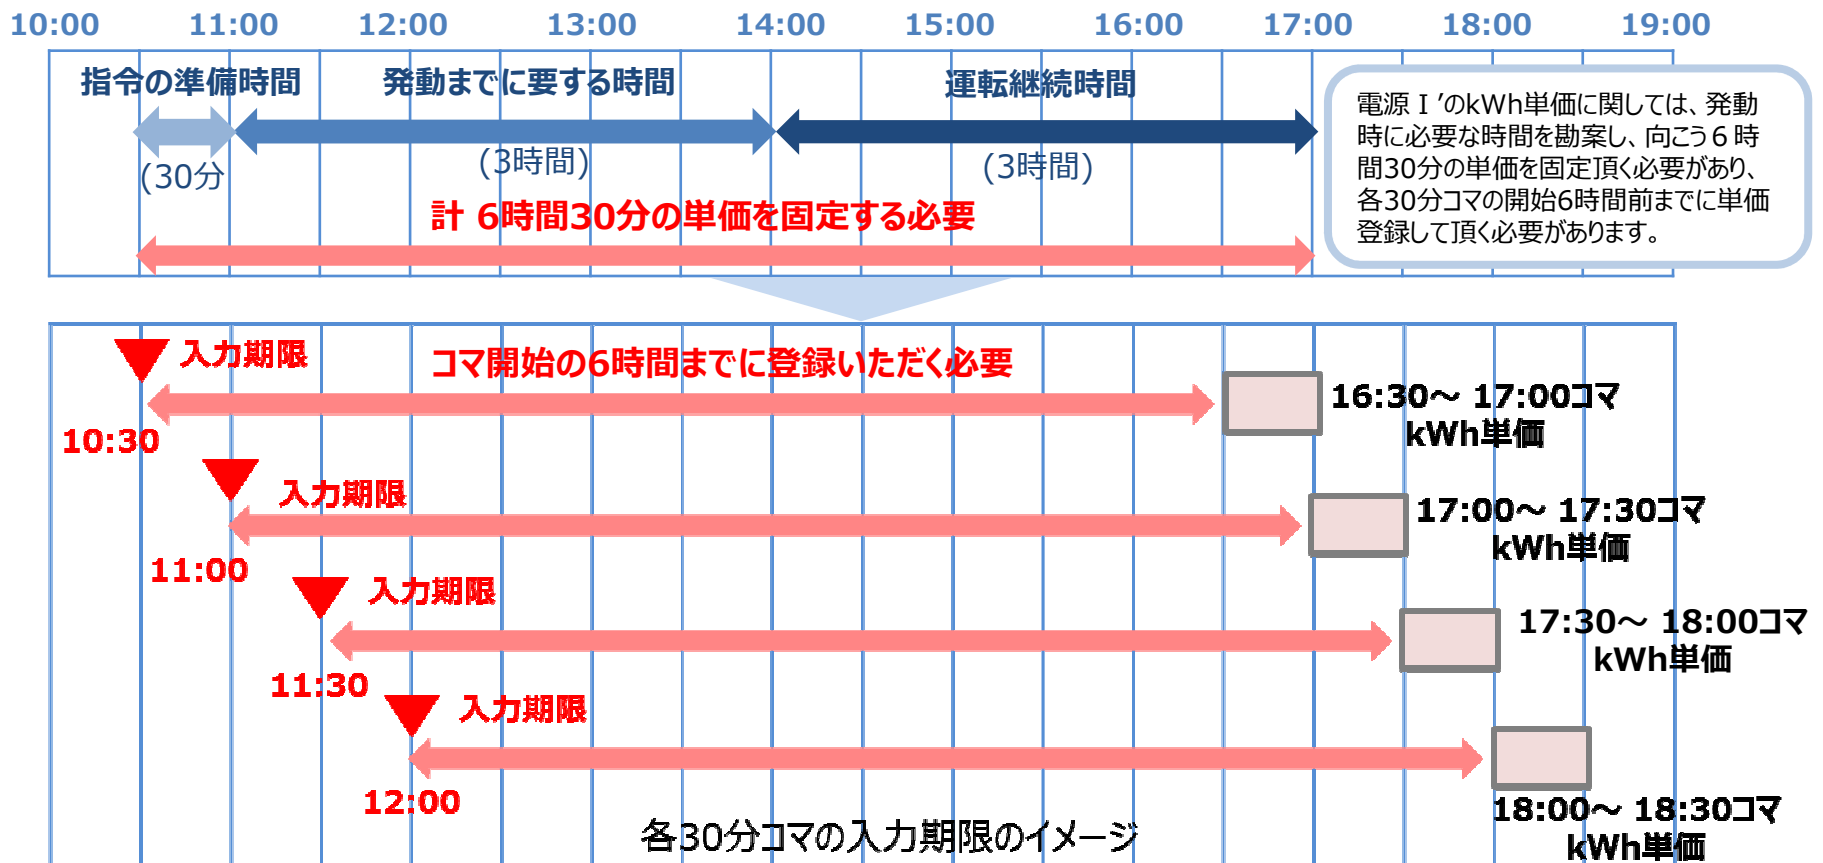 10:00 11:00 12:00 13:00 14:00 15:00 16:00 17:00 18:00 19:00
指令の準備時間
発動までに要する時間
運転継続時間
(30分
(3時間)
(3時間)
計 6時間30分の単価を固定する必要
電源Ⅰ’のkWh単価に関しては、発動
時に必要な時間を勘案し、向こう６時
間30分の単価を固定頂く必要があり、
各30分コマの開始6時間前までに単価
登録して頂く必要があります。
入力期限
コマ開始の6時間までに登録いただく必要
10:30
16:30～ 17:00コマ
kWh単価
入力期限
11:00
17:00～ 17:30コマ
kWh単価
入力期限
11:30
17:30～ 18:00コマ
kWh単価
入力期限
12:00
18:00～ 18:30コマ
kWh単価
各30分コマの入力期限のイメージ